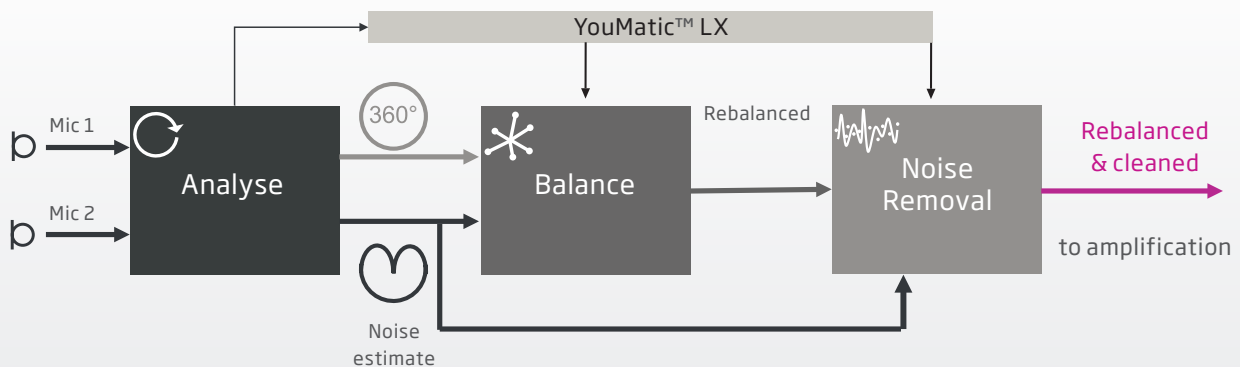 YouMatic™ LX
Mic 1
Mic 2
Analyse
360°
Noise
estimate
Balance
Rebalanced
Noise
Removal
Rebalanced
& cleaned
to amplification